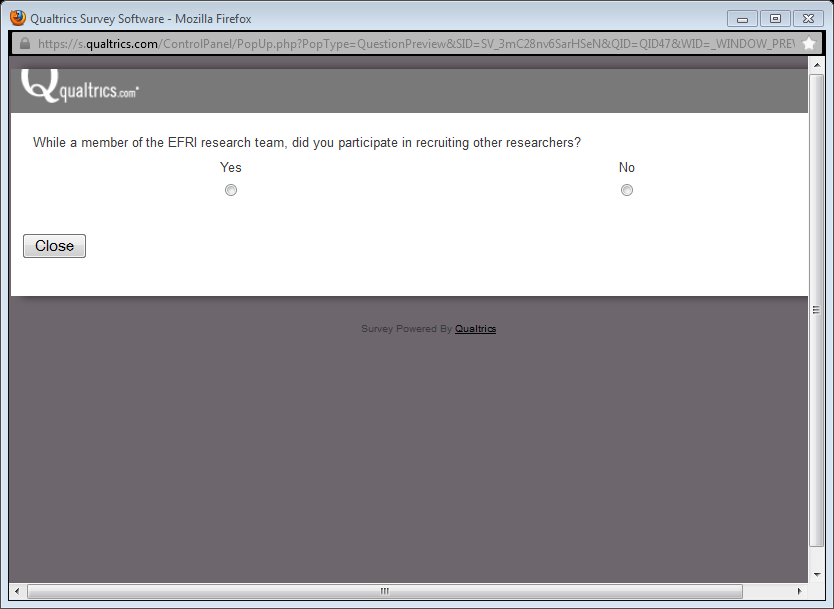 Qualtrics Survey Software - Mozilla Firefox
https://s.qualtrics.com/ControlPanel/PopUp.php?PopType=QuestionPreview&SID=SV_3mC28nv6SarHSeN&QID=QID47&WID=_WINDOW_PREV
qualtrics.com
While a member of the EFRI research team, did you participate in recruiting other researchers?
Yes No
Close
Survey Powered By Qualtrics